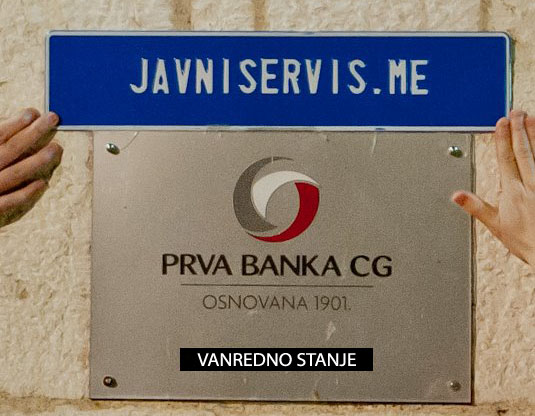 JAVNISERVIS.ME
PRVA BANKA CG
OSNOVANA 1901.
VANREDNO STANJE